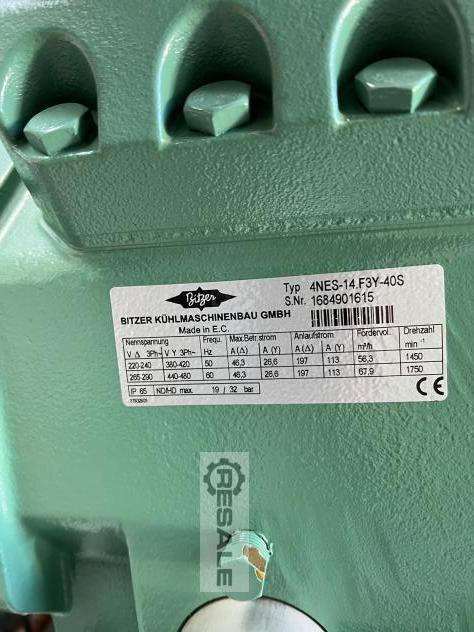 Bitzer
Typ 4NES-14.F3Y-40S
S.Nr. 1684901615
BITZER KÜHLMASCHINENBAU GMBH
Made in E.C.
Nennspannung Frequ. Max.Betr.strom Anlaufstrom Fördervol. Drehzahl
V Δ 3Ph~ V Y 3Ph~ Hz A (Δ) A (Y) A (Δ) A (Y) m³/h min -1
220-240 380-420 50 46,3 26,6 197 113 56,3 1450
265-290 440-480 60 46,3 26,6 197 113 67,9 1750
IP 65 ND/HD max. 19 / 32 bar
CE
RESALE